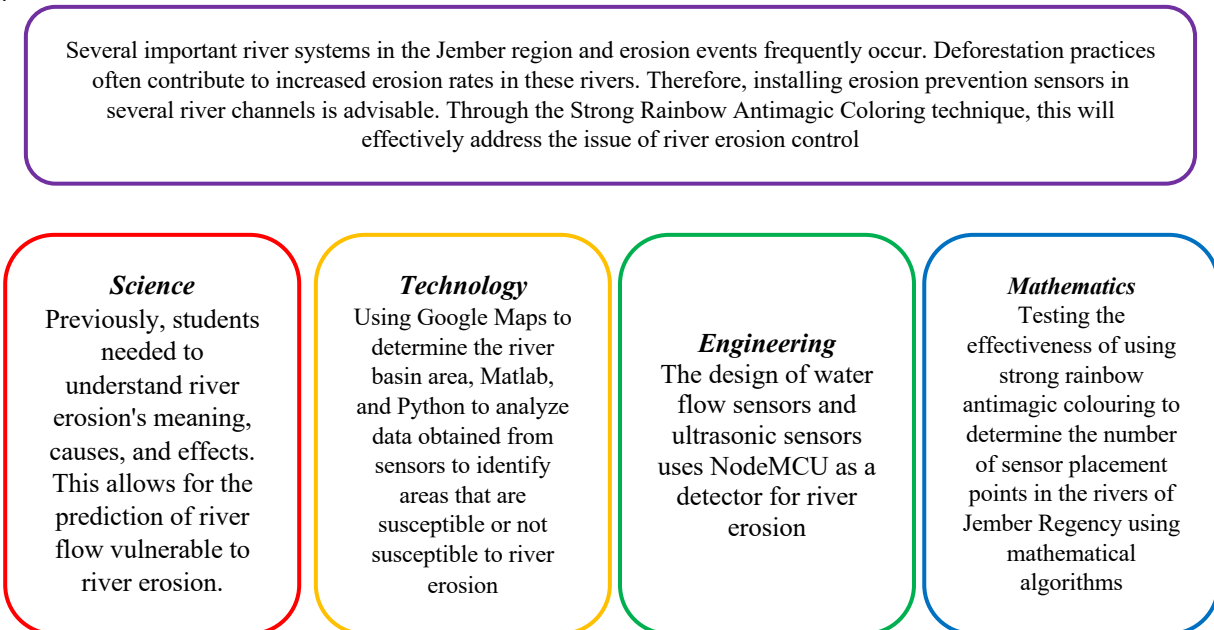 Several important river systems in the Jember region and erosion events frequently occur. Deforestation practices
often contribute to increased erosion rates in these rivers. Therefore, installing erosion prevention sensors in
several river channels is advisable. Through the Strong Rainbow Antimagic Coloring technique, this will
effectively address the issue of river erosion control
Science
Previously, students
needed to
understand river
erosion's meaning,
causes, and effects.
This allows for the
prediction of river
flow vulnerable to
river erosion.
Technology
Using Google Maps to
determine the river
basin area, Matlab,
and Python to analyze
data obtained from
sensors to identify
areas that are
susceptible or not
susceptible to river
erosion
Engineering
The design of water
flow sensors and
ultrasonic sensors
uses NodeMCU as a
detector for river
erosion
Mathematics
Testing the
effectiveness of using
strong rainbow
antimagic colouring to
determine the number
of sensor placement
points in the rivers of
Jember Regency using
mathematical
algorithms